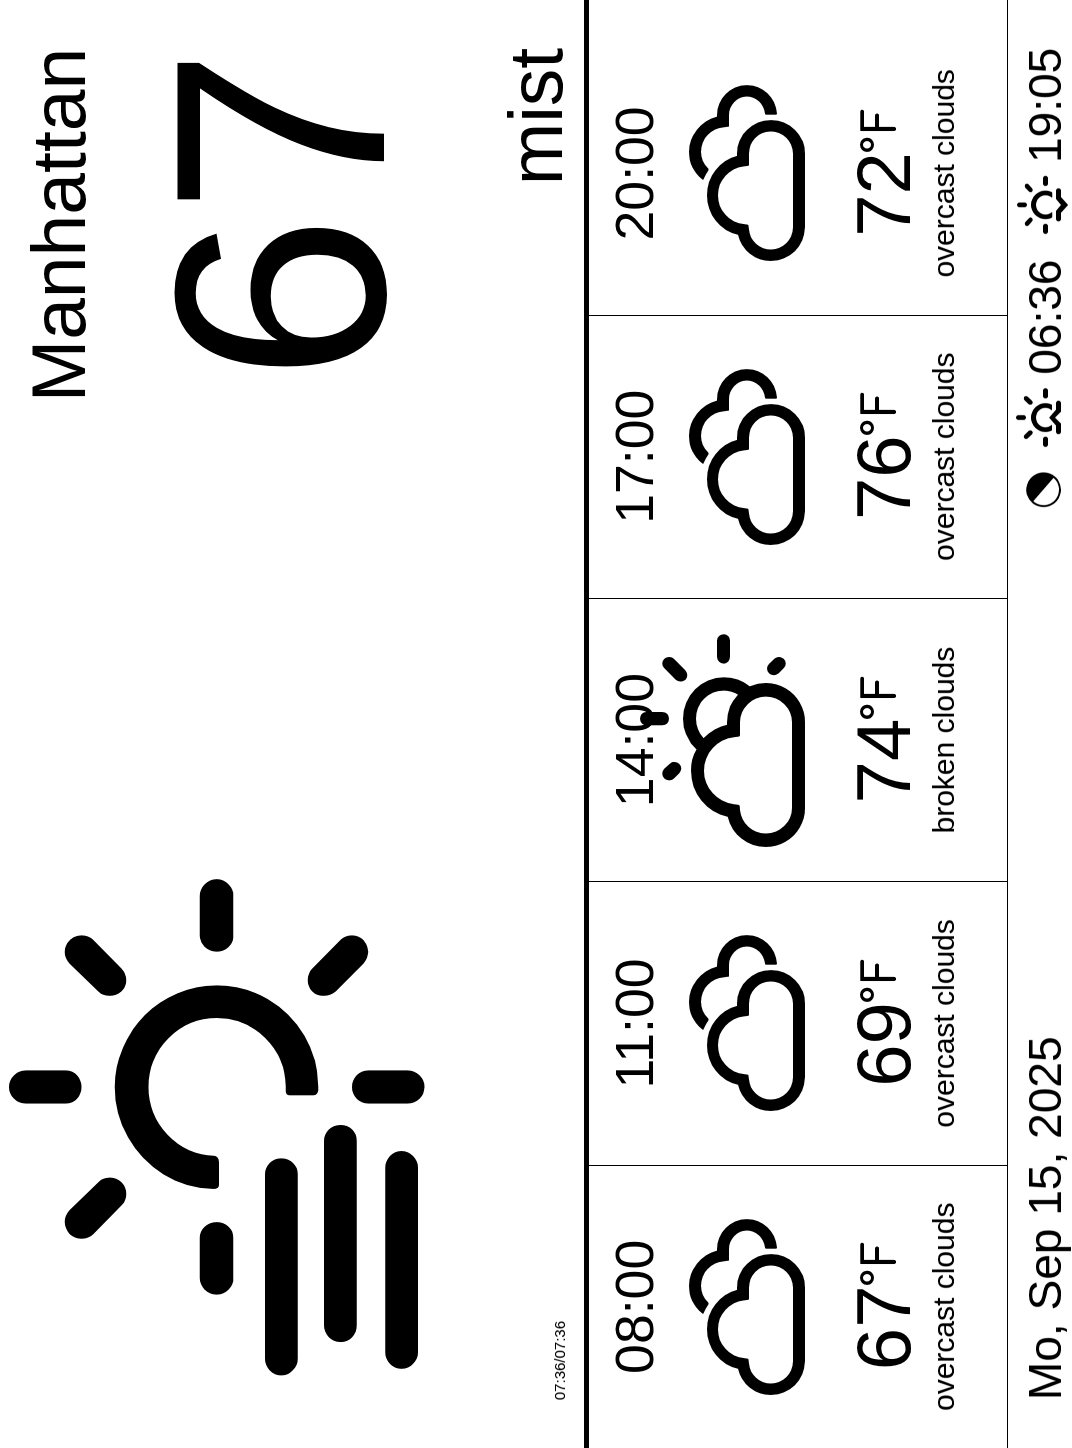 Manhattan
67
mist
07:36/07:36
08:00
67°F
overcast clouds
11:00
69°F
overcast clouds
14:00
74°F
broken clouds
17:00
76°F
overcast clouds
20:00
72°F
overcast clouds
Mo, Sep 15, 2025
06:36 19:05